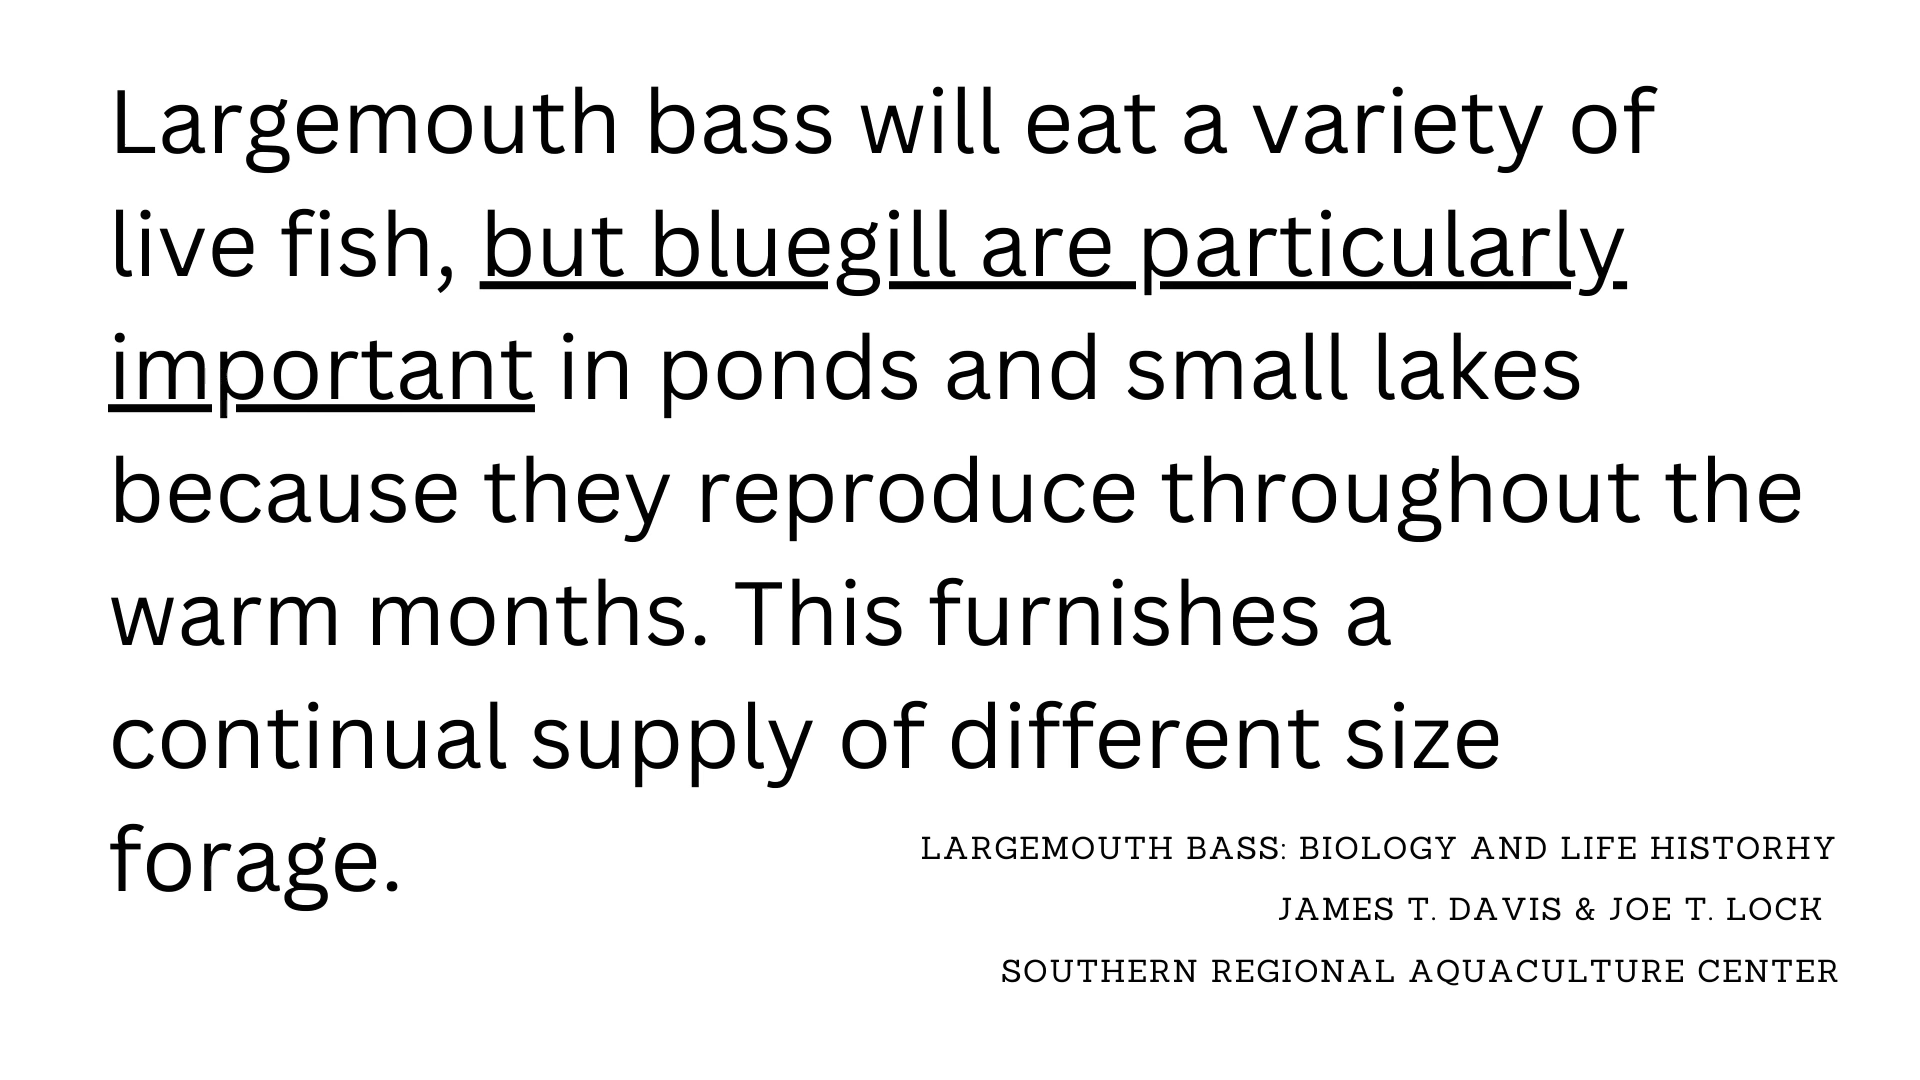 Largemouth bass will eat a variety of
live fish, but bluegill are particularly
important in ponds and small lakes
because they reproduce throughout the
warm months. This furnishes a
continual supply of different size
forage.
LARGEMOUTH BASS: BIOLOGY AND LIFE HISTORHY
JAMES T. DAVIS & JOE T. LOCK
SOUTHERN REGIONAL AQUACULTURE CENTER